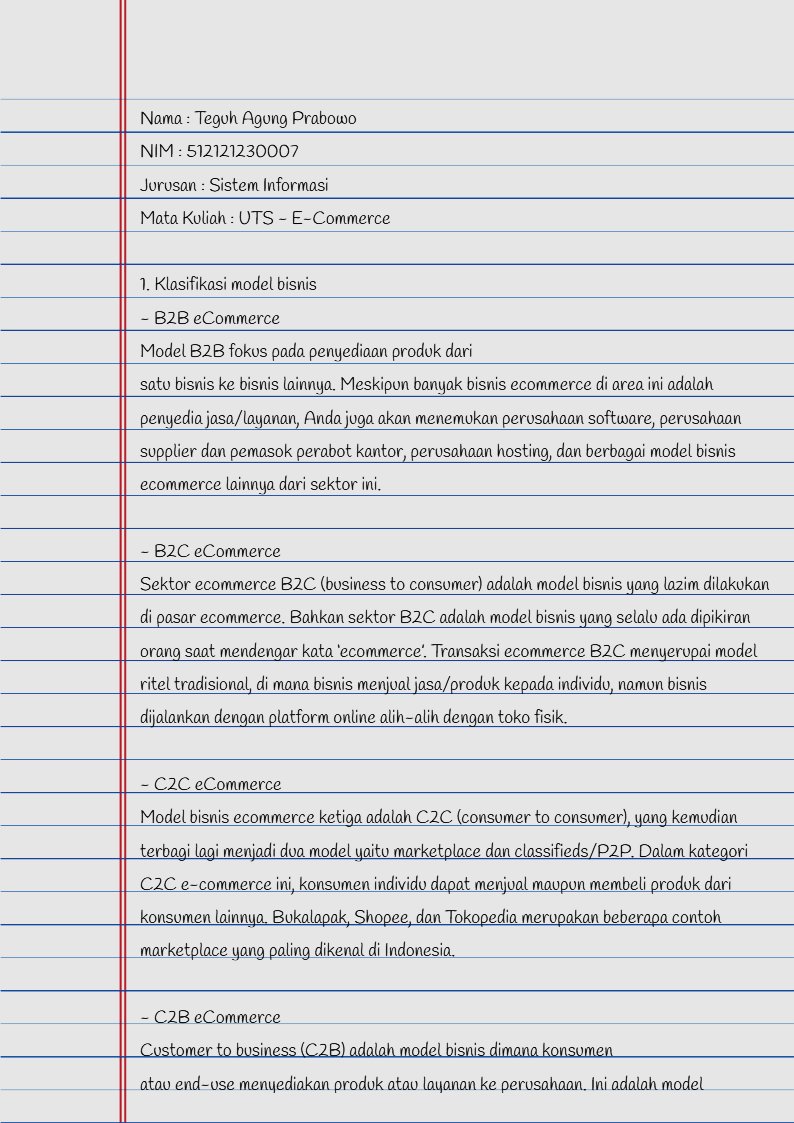 Nama : Teguh Agung Prabowo
NIM : 512121230007
Jurusan : Sistem Informasi
Mata Kuliah : UTS - E-Commerce
1. Klasifikasi model bisnis
- B2B eCommerce
Model B2B fokus pada penyediaan produk dari
satu bisnis ke bisnis lainnya. Meskipun banyak bisnis ecommerce di area ini adalah
penyedia jasa/layanan, Anda juga akan menemukan perusahaan software, perusahaan
supplier dan pemasok perabot kantor, perusahaan hosting, dan berbagai model bisnis
ecommerce lainnya dari sektor ini.
- B2C eCommerce
Sektor ecommerce B2C (business to consumer) adalah model bisnis yang lazim dilakukan
di pasar ecommerce. Bahkan sektor B2C adalah model bisnis yang selalu ada dipikiran
orang saat mendengar kata ‘ecommerce’. Transaksi ecommerce B2C menyerupai model
ritel tradisional, di mana bisnis menjual jasa/produk kepada individu, namun bisnis
dijalankan dengan platform online alih-alih dengan toko fisik.
- C2C eCommerce
Model bisnis ecommerce ketiga adalah C2C (consumer to consumer), yang kemudian
terbagi lagi menjadi dua model yaitu marketplace dan classifieds/P2P. Dalam kategori
C2C e-commerce ini, konsumen individu dapat menjual maupun membeli produk dari
konsumen lainnya. Bukalapak, Shopee, dan Tokopedia merupakan beberapa contoh
marketplace yang paling dikenal di Indonesia.
- C2B eCommerce
Customer to business (C2B) adalah model bisnis dimana konsumen
atau end-use menyediakan produk atau layanan ke perusahaan. Ini adalah model